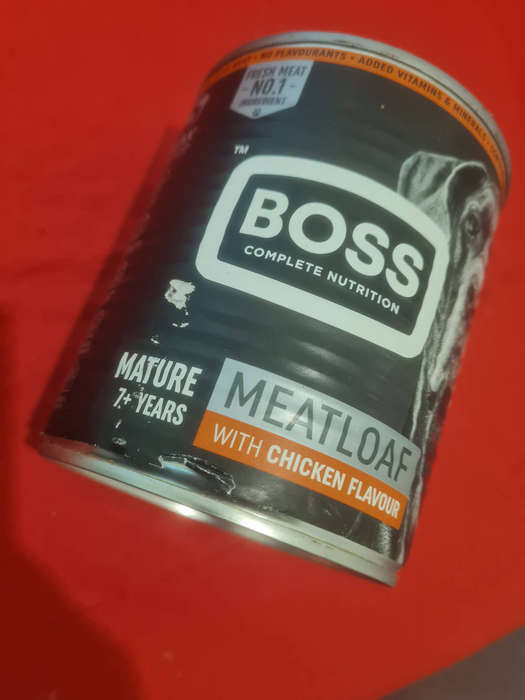 NO FLAVOURANTS • ADDED VITAMINS & MINERALS •
FRESH MEAT
NO.1
INGREDIENT
TM
BOSS
COMPLETE NUTRITION
MATURE
7+ YEARS
MEATLOAF
WITH CHICKEN FLAVOUR